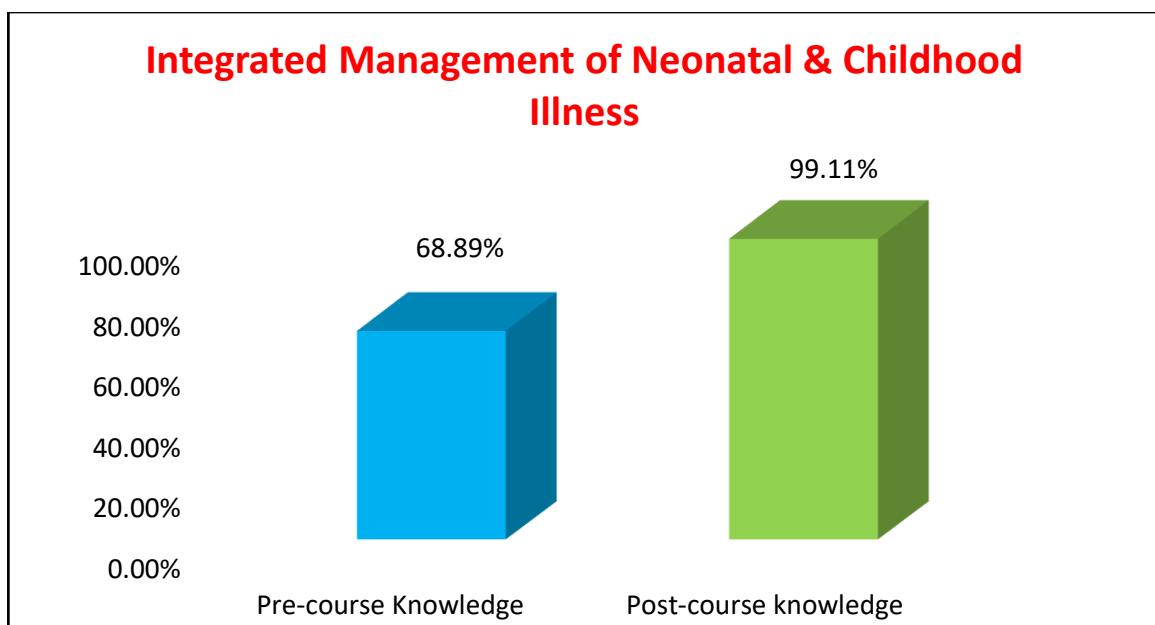 Integrated Management of Neonatal & Childhood
Illness
99.11%
68.89%
100.00%
80.00%
60.00%
40.00%
20.00%
0.00%
Pre-course Knowledge
Post-course knowledge